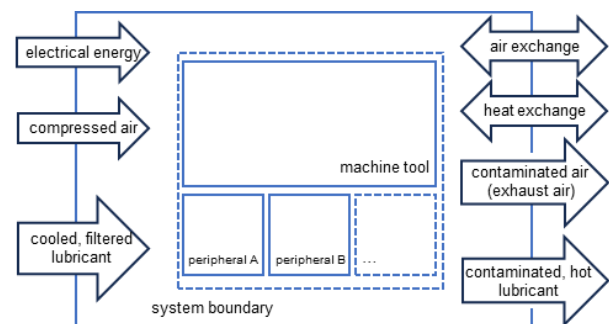 electrical energy
compressed air
cooled, filtered
lubricant
machine tool
peripheral A
peripheral B
...
system boundary
air exchange
heat exchange
contaminated air
(exhaust air)
contaminated, hot
lubricant